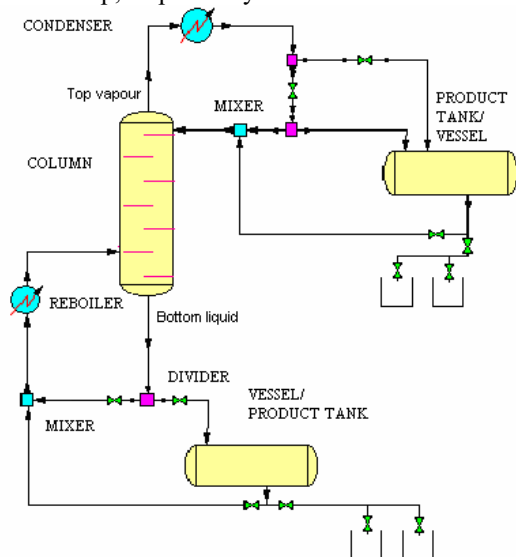 CONDENSER
Top vapour
MIXER
PRODUCT
TANK/
VESSEL
COLUMN
REBOILER
Bottom liquid
DIVIDER
VESSEL/
PRODUCT TANK
MIXER